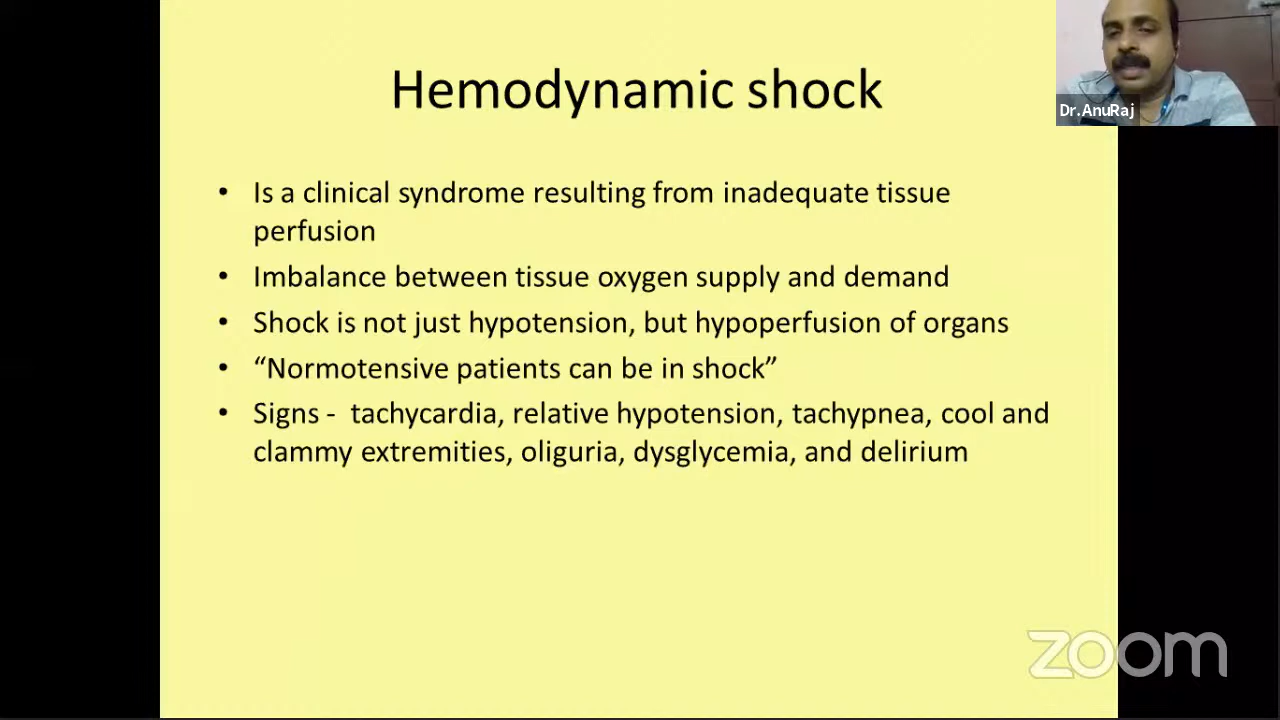 Hemodynamic shock
Dr.AnuRaj
• Is a clinical syndrome resulting from inadequate tissue
perfusion
• Imbalance between tissue oxygen supply and demand
• Shock is not just hypotension, but hypoperfusion of organs
• “Normotensive patients can be in shock”
• Signs - tachycardia, relative hypotension, tachypnea, cool and
clammy extremities, oliguria, dysglycemia, and delirium
zoom